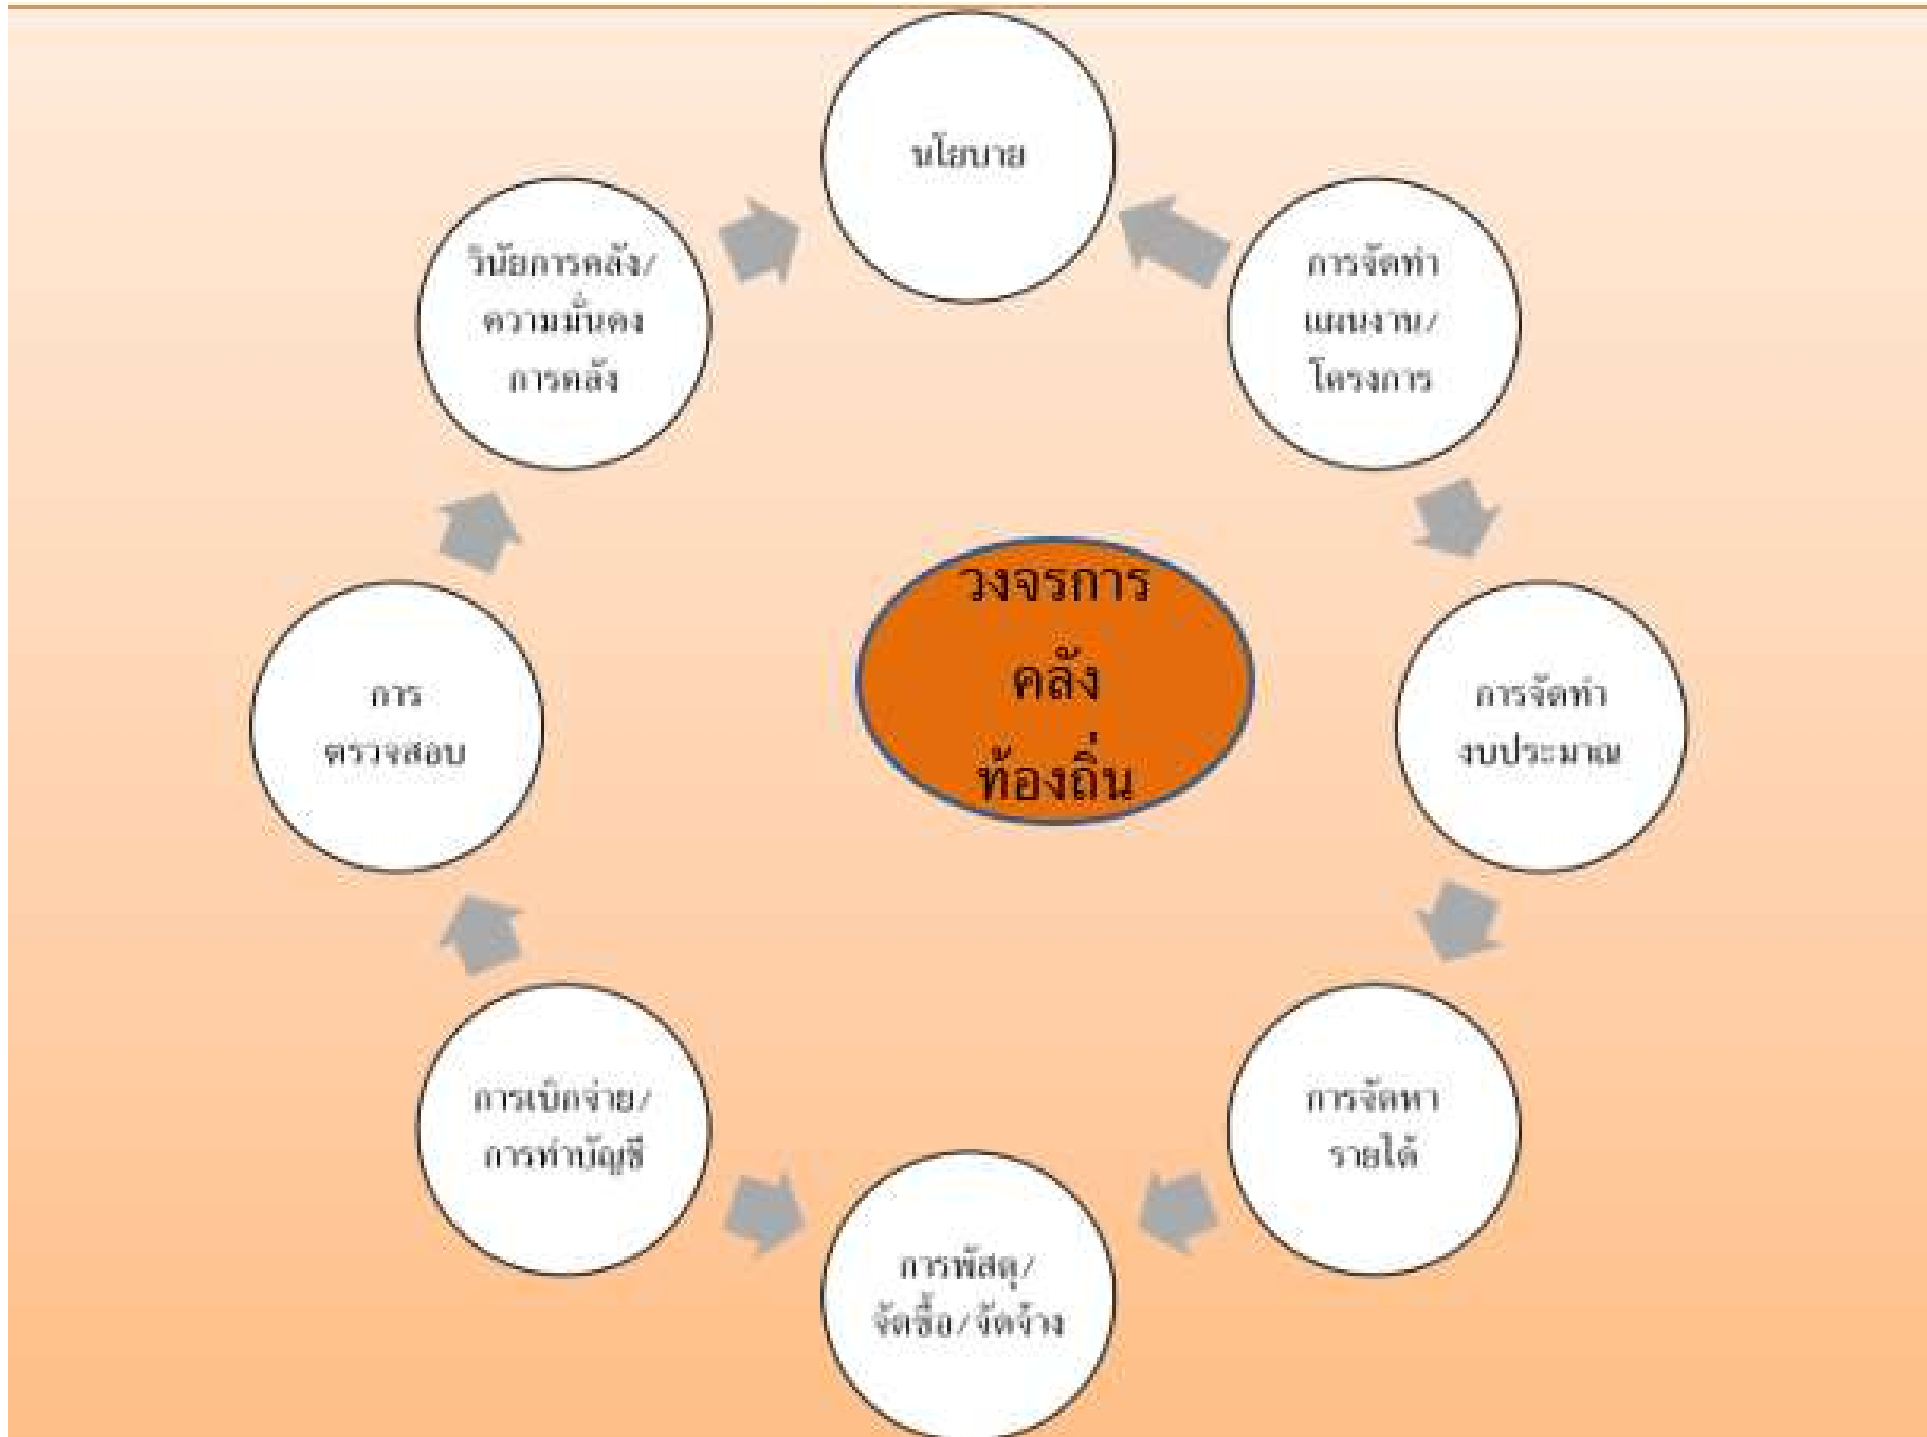 นโยบาย
การจัดทำ
แผนงาน/
โครงการ
การจัดทำ
งบประมาณ
การจัดหา
รายได้
การพัสดุ/
จัดซื้อ/จัดจ้าง
การเบิกจ่าย/
การทำบัญชี
การ
ตรวจสอบ
วินัยการคลัง/
ความมั่นคง
การคลัง
วงจรการ
คลัง
ท้องถิ่น